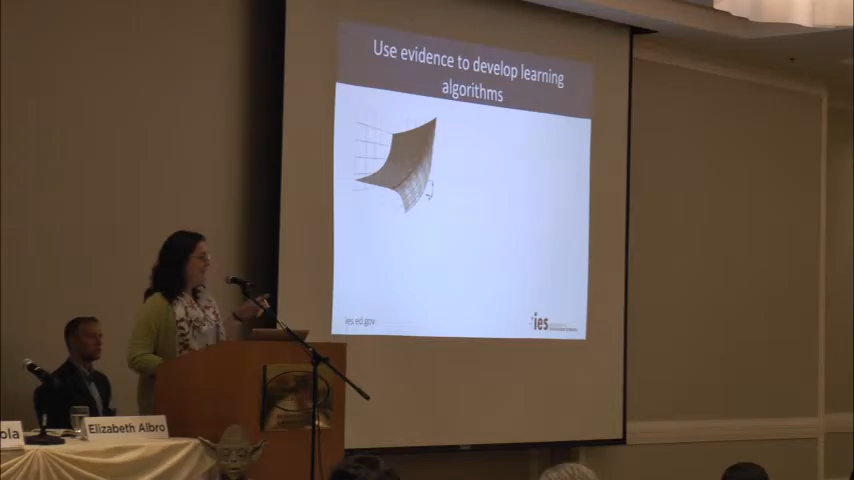 Use evidence to develop learning
algorithms
ies.ed.gov
ies
ola
Elizabeth Albro